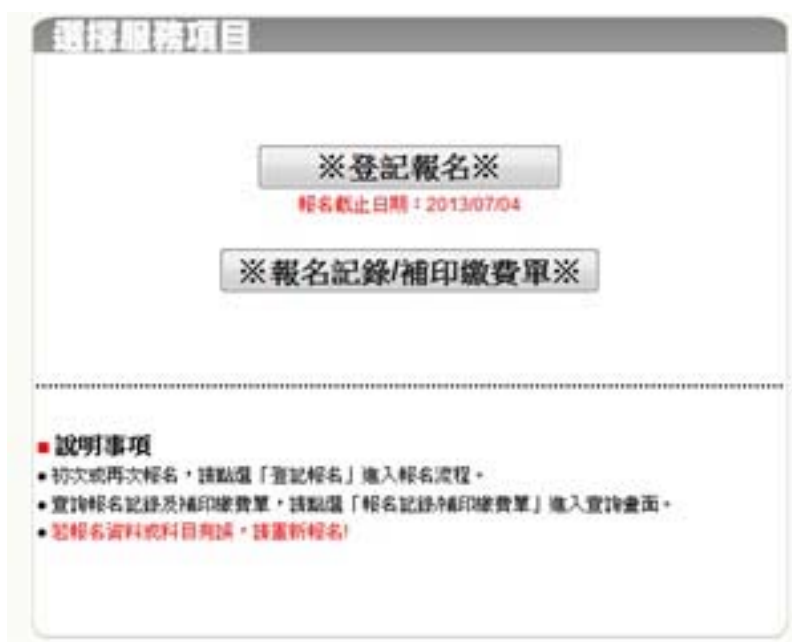 選擇服務項目
※登記報名※
報名截止日期：2013/07/04
※報名記錄/補印繳費單※
■ 說明事項
● 初次或再次報名，請點選「登記報名」進入報名流程。
● 查詢報名記錄及補印繳費單，請點選「報名記錄/補印繳費單」進入查詢畫面。
● 若報名資料或科目有誤，請重新報名!